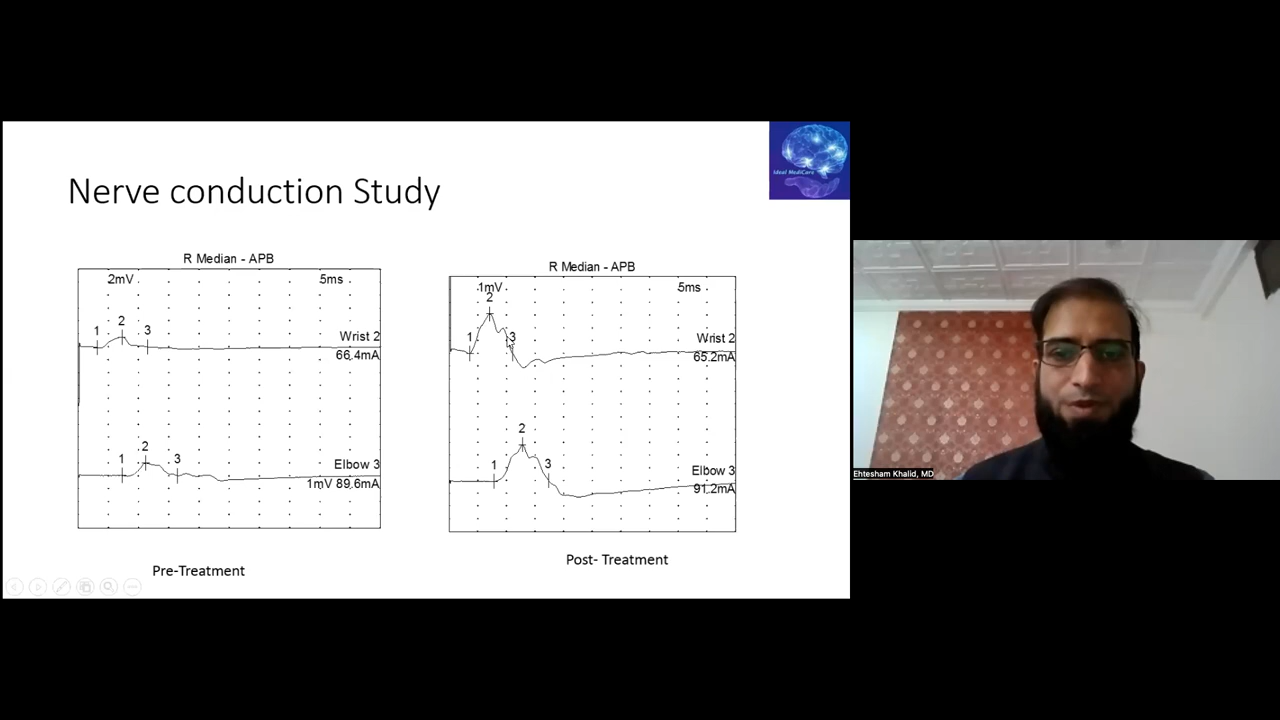 Nerve conduction Study
Ideal MediCare
R Median - APB
2mV 5ms
1 2 3
Wrist 2
66.4mA
1 2 3
Elbow 3
1mV 89.6mA
Pre-Treatment
R Median - APB
1mV 5ms
1 2 3
Wrist 2
65.2mA
1 2 3
Elbow 3
91.2mA
Post- Treatment
Ehtesham Khalid, MD